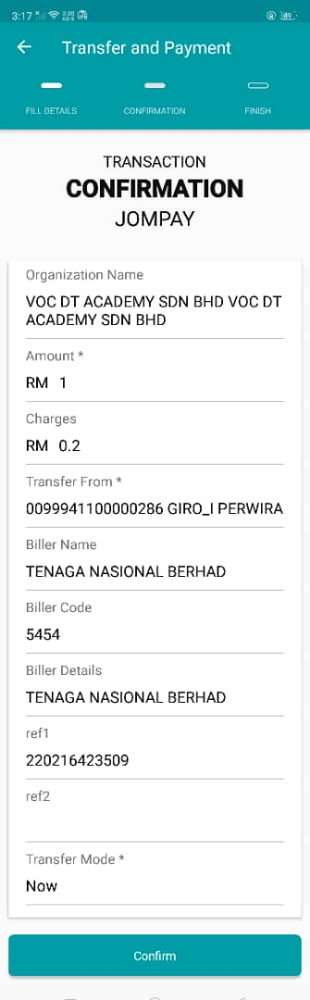 3:17
Transfer and Payment
FILL DETAILS CONFIRMATION FINISH
TRANSACTION
CONFIRMATION
JOMPAY
Organization Name
VOC DT ACADEMY SDN BHD VOC DT
ACADEMY SDN BHD
Amount *
RM 1
Charges
RM 0.2
Transfer From *
0099941100000286 GIRO_I PERWIRA
Biller Name
TENAGA NASIONAL BERHAD
Biller Code
5454
Biller Details
TENAGA NASIONAL BERHAD
ref1
220216423509
ref2
Transfer Mode *
Now
Confirm